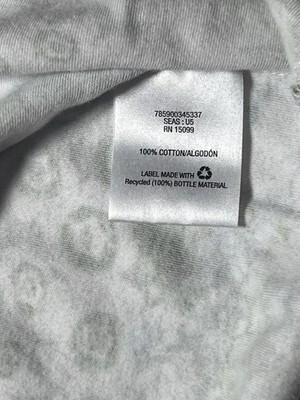 785900345337
SEAS : U5
RN 15099
100% COTTON/ALGODÓN
LABEL MADE WITH
Recycled (100%) BOTTLE MATERIAL